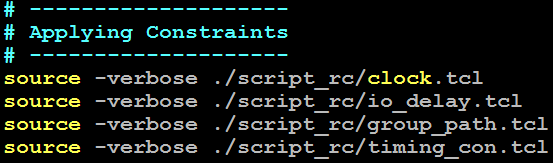 # --------------------
# Applying Constraints
# --------------------
source -verbose ./script_rc/clock.tcl
source -verbose ./script_rc/io_delay.tcl
source -verbose ./script_rc/group_path.tcl
source -verbose ./script_rc/timing_con.tcl